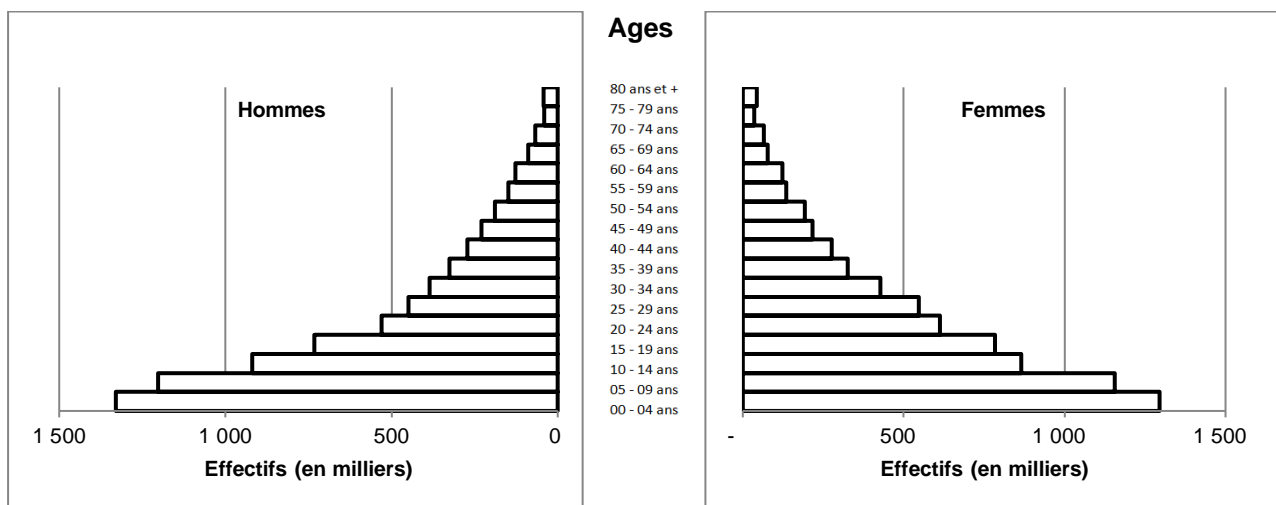 Ages
Hommes
Femmes
80 ans et +
75 - 79 ans
70 - 74 ans
65 - 69 ans
60 - 64 ans
55 - 59 ans
50 - 54 ans
45 - 49 ans
40 - 44 ans
35 - 39 ans
30 - 34 ans
25 - 29 ans
20 - 24 ans
15 - 19 ans
10 - 14 ans
05 - 09 ans
00 - 04 ans
1 500 1 000 500 0
Effectifs (en milliers)
- 500 1 000 1 500
Effectifs (en milliers)